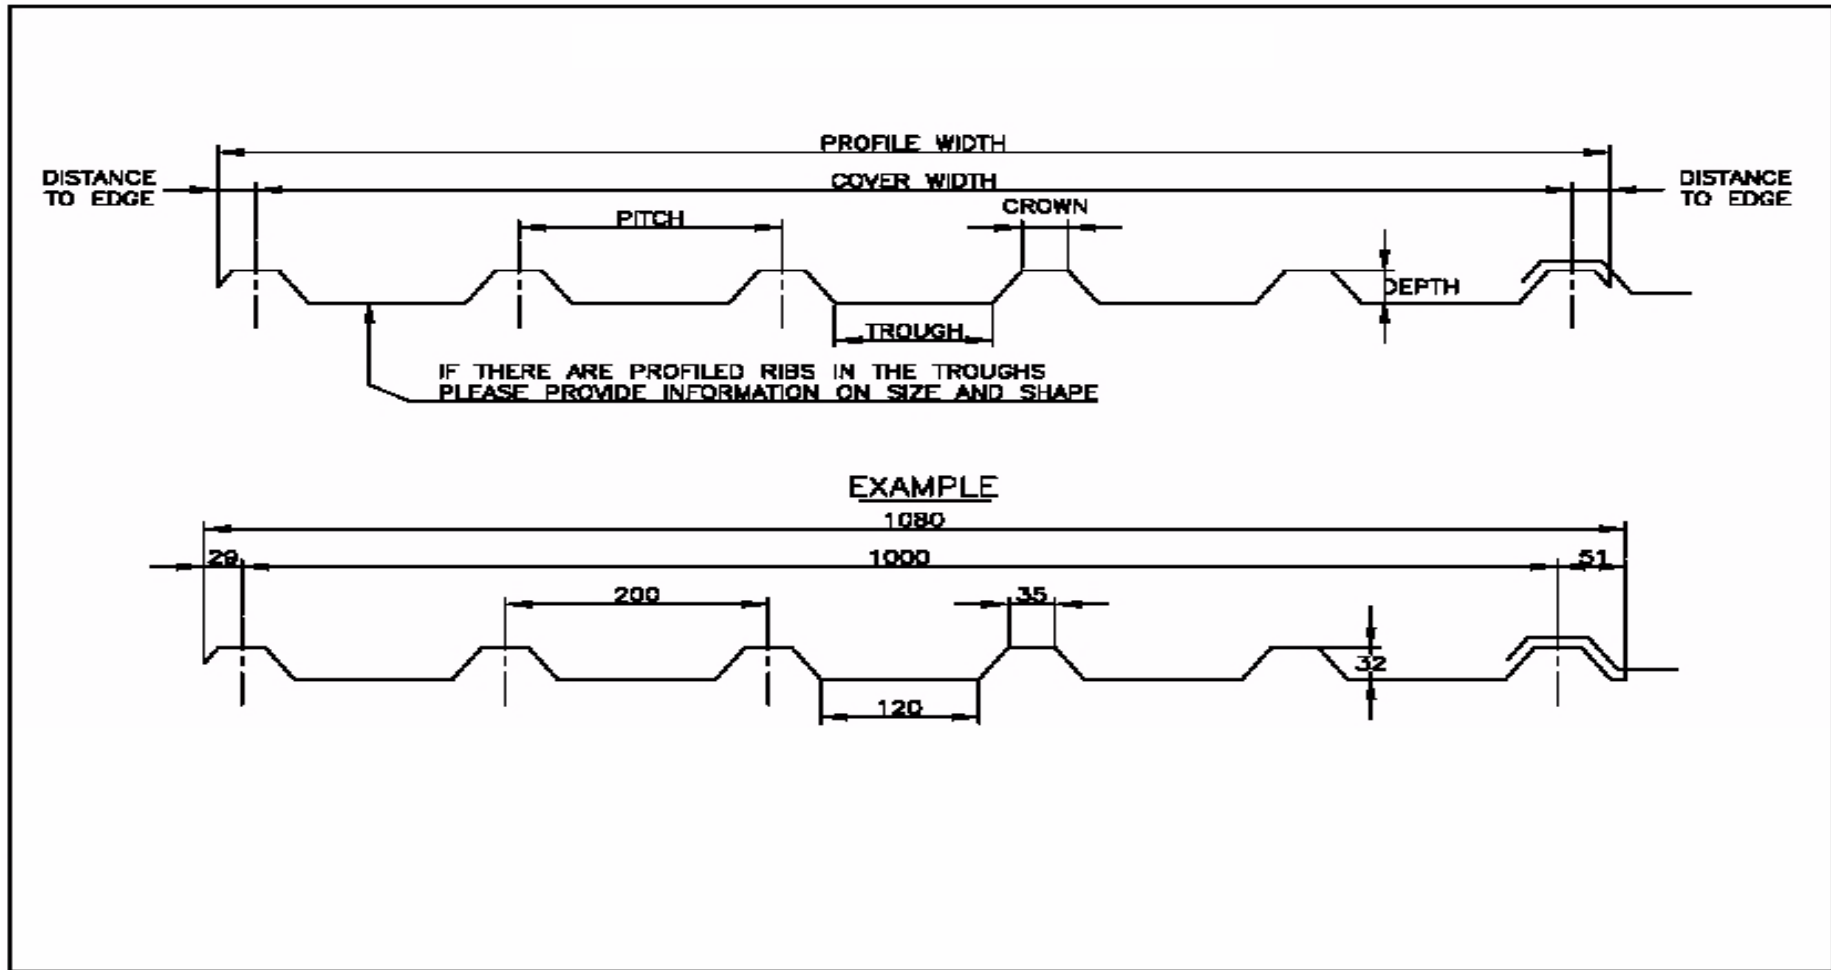 PROFILE WIDTH
DISTANCE
TO EDGE
COVER WIDTH
DISTANCE
TO EDGE
PITCH
CROWN
DEPTH
TROUGH
IF THERE ARE PROFILED RIBS IN THE TROUGHS
PLEASE PROVIDE INFORMATION ON SIZE AND SHAPE
EXAMPLE
1080
29
1000
51
200
35
32
120